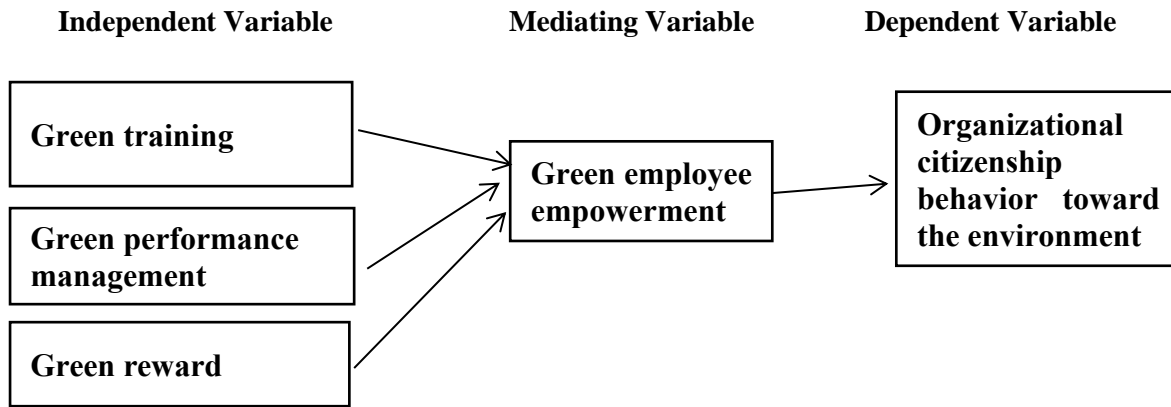 Independent Variable
Mediating Variable
Dependent Variable
Green training
Green performance
management
Green reward
Green employee
empowerment
Organizational
citizenship
behavior toward
the environment